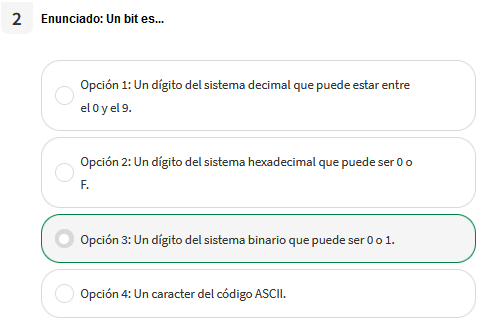 2
Enunciado: Un bit es...
Opción 1: Un dígito del sistema decimal que puede estar entre
el 0 y el 9.
Opción 2: Un dígito del sistema hexadecimal que puede ser 0 o
F.
Opción 3: Un dígito del sistema binario que puede ser 0 o 1.
Opción 4: Un caracter del código ASCII.